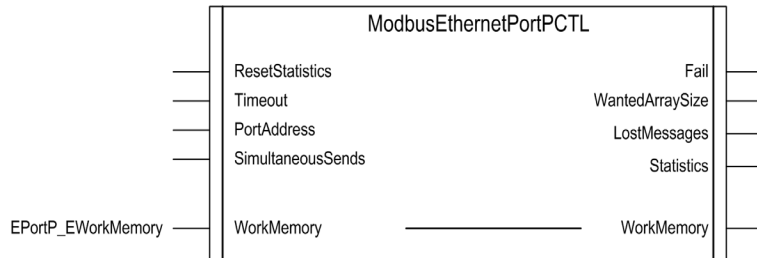 ModbusEthernetPortPCTL
ResetStatistics Fail
Timeout WantedArraySize
PortAddress LostMessages
SimultaneousSends Statistics
EPortP_EWorkMemory WorkMemory WorkMemory